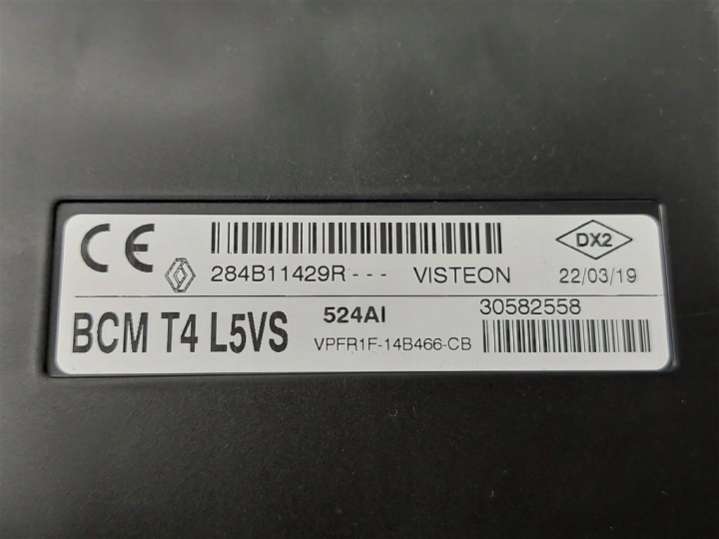 CE 284B11429R--- VISTEON DX2 22/03/19
BCM T4 L5VS 524AI 30582558
VPFR1F-14B466-CB